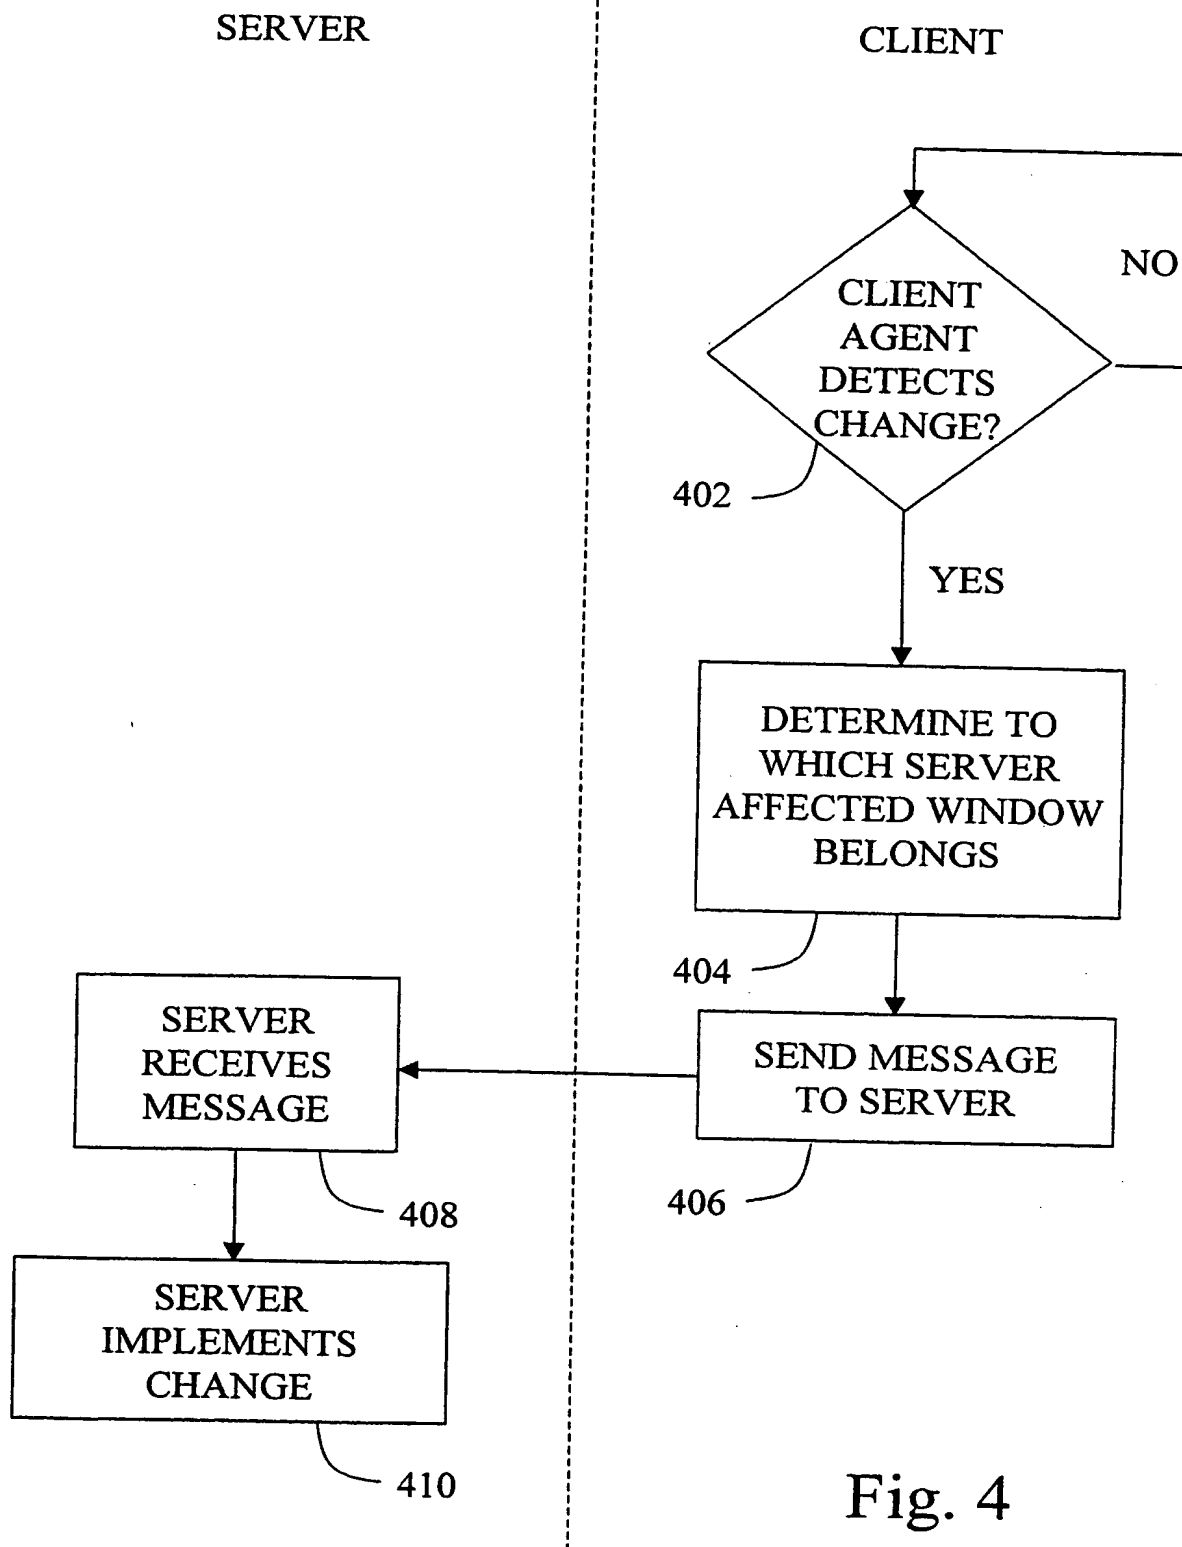 SERVER
CLIENT
NO
CLIENT
AGENT
DETECTS
CHANGE?
402
YES
DETERMINE TO
WHICH SERVER
AFFECTED WINDOW
BELONGS
404
SEND MESSAGE
TO SERVER
406
SERVER
RECEIVES
MESSAGE
408
SERVER
IMPLEMENTS
CHANGE
410
Fig. 4